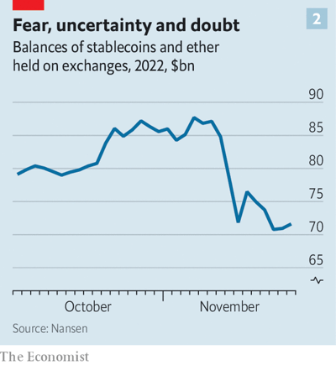 2
Fear, uncertainty and doubt
Balances of stablecoins and ether
held on exchanges, 2022, $bn
90
85
80
75
70
65
October November
Source: Nansen
The Economist